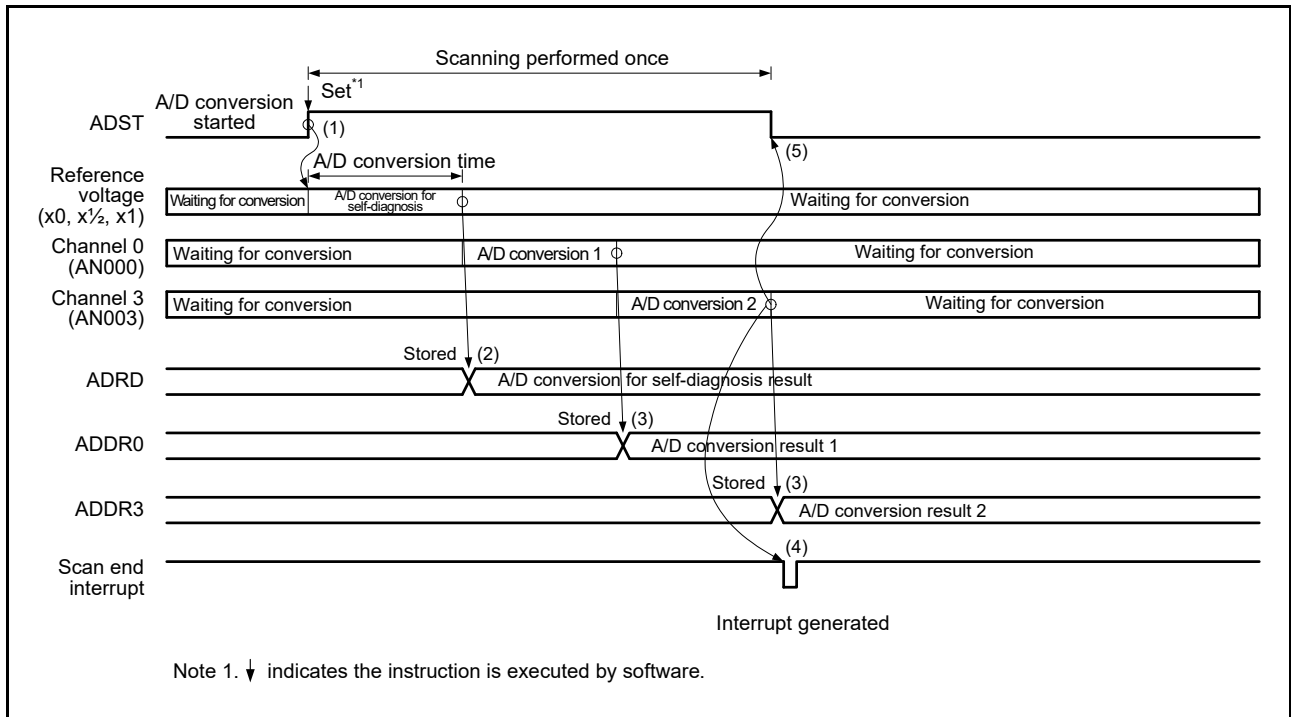 Scanning performed once
Set*1
A/D conversion
started
ADST
(1)
(5)
A/D conversion time
Reference
voltage
(x0, x½, x1)
Waiting for conversion
A/D conversion for
self-diagnosis
Waiting for conversion
Channel 0
(AN000)
Waiting for conversion
A/D conversion 1
Waiting for conversion
Channel 3
(AN003)
Waiting for conversion
A/D conversion 2
Waiting for conversion
Stored (2)
ADRD
A/D conversion for self-diagnosis result
Stored (3)
ADDR0
A/D conversion result 1
Stored (3)
ADDR3
A/D conversion result 2
(4)
Scan end
interrupt
Interrupt generated
Note 1. ↓ indicates the instruction is executed by software.